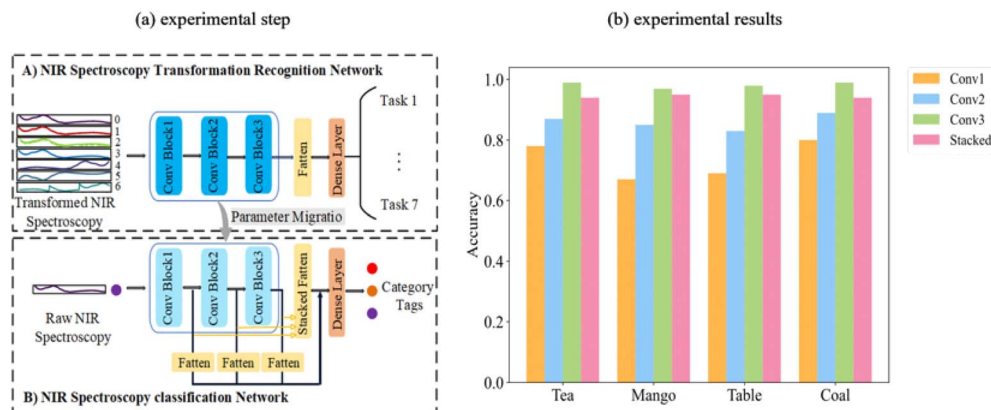 (a) experimental step
(b) experimental results
A) NIR Spectroscopy Transformation Recognition Network
0
1
2
3
4
5
6
Transformed NIR
Spectroscopy
Conv Block1
Conv Block2
Conv Block3
Fatten
Dense Layer
Task 1
⋮
Task 7
Parameter Migratio
Raw NIR
Spectroscopy
Conv Block1
Conv Block2
Conv Block3
Stacked Fatten
Dense Layer
Category
Tags
Fatten
Fatten
Fatten
B) NIR Spectroscopy classification Network
Accuracy
1.0
0.8
0.6
0.4
0.2
0.0
Tea
Mango
Table
Coal
Conv1
Conv2
Conv3
Stacked